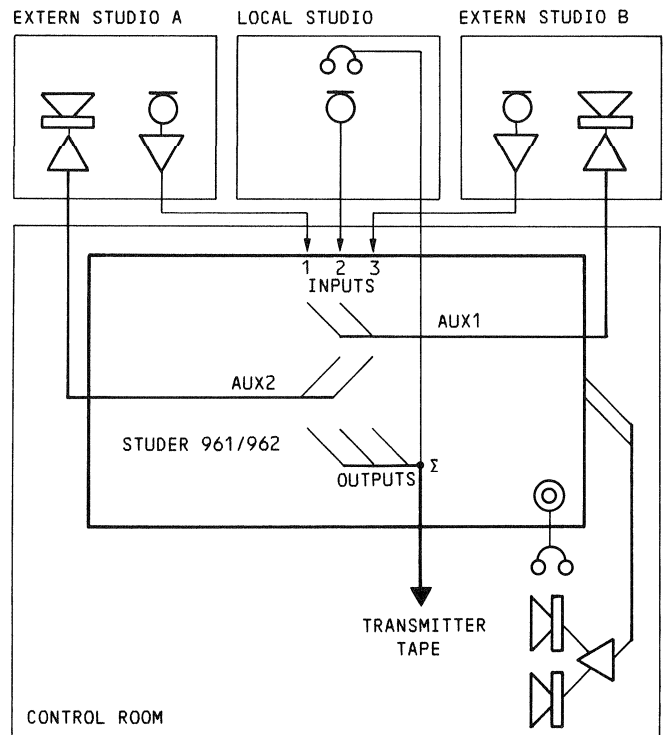 EXTERN STUDIO A
LOCAL STUDIO
EXTERN STUDIO B
1 2 3
INPUTS
AUX1
AUX2
STUDER 961/962
Σ
OUTPUTS
TRANSMITTER
TAPE
CONTROL ROOM